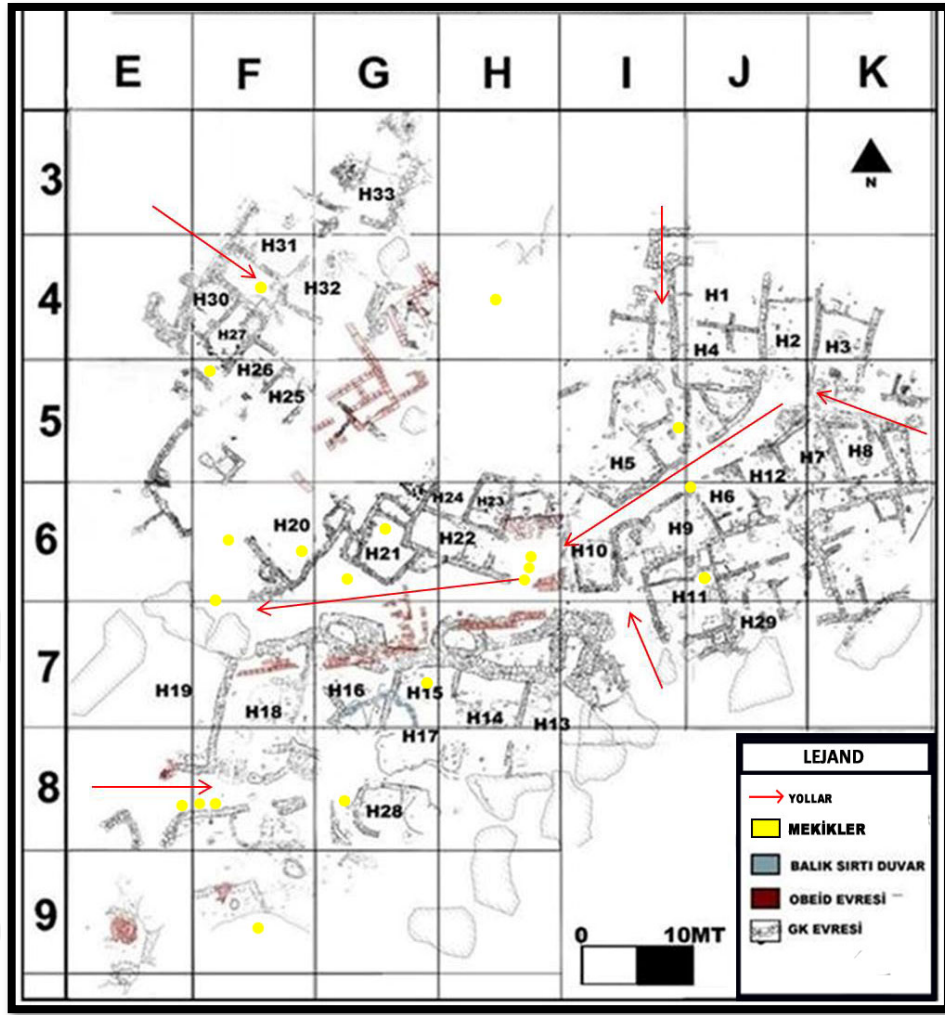 E F G H I J K
3
H33
N
H31
4
H30
H32
H1
H27
H4
H2
H3
H26
H25
5
H5
H12
H7
H8
H24
H23
H6
6
H20
H21
H22
H10
H9
H11
H29
7
H19
H18
H16
H15
H14
H13
H17
LEJAND
8
H28
YOLLAR
MEKİKLER
BALIK SIRTI DUVAR
OBEİD EVRESİ
GK EVRESİ
9
0 10MT